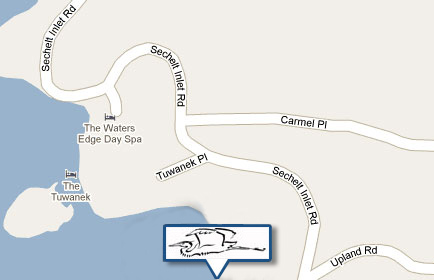 Sechelt Inlet Rd
Sechelt Inlet Rd
The Waters
Edge Day Spa
Carmel Pl
Tuwanek Pl
The
Tuwanek
Sechelt Inlet Rd
Upland Rd